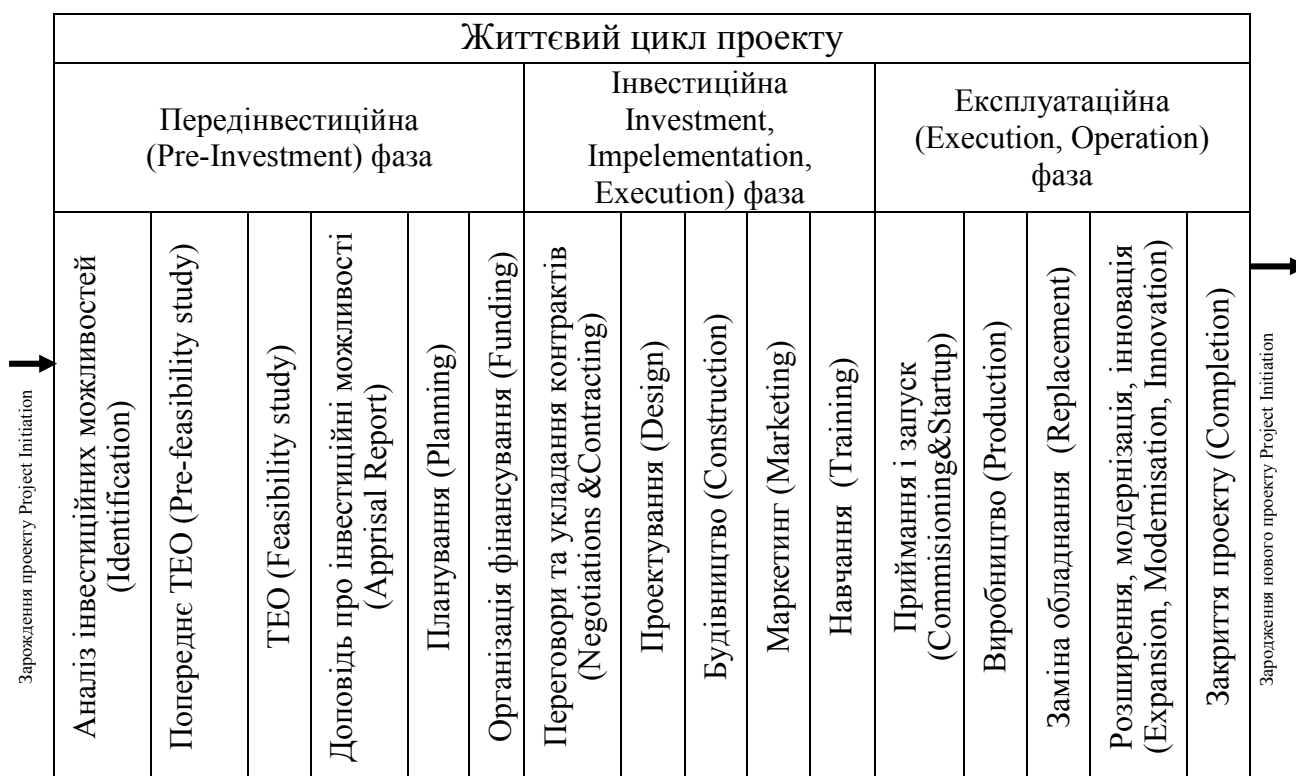 Життєвий цикл проекту
Передінвестиційна
(Pre-Investment) фаза
Інвестиційна
Investment,
Impelementation,
Execution) фаза
Експлуатаційна
(Execution, Operation)
фаза
Зарождення проекту Project Initiation
Аналіз інвестиційних можливостей
(Identification)
Попереднє ТЕО (Pre-feasibility study)
ТЕО (Feasibility study)
Доповідь про інвестиційні можливості
(Apprisal Report)
Планування (Planning)
Організація фінансування (Funding)
Переговори та укладання контрактів
(Negotiations &Contracting)
Проектування (Design)
Будівництво (Construction)
Маркетинг (Marketing)
Навчання (Training)
Приймання і запуск
(Commisioning&Startup)
Виробництво (Production)
Заміна обладнання (Replacement)
Розширення, модернізація, інновація
(Expansion, Modernisation, Innovation)
Закриття проекту (Completion)
Зародження нового проекту Project Initiation